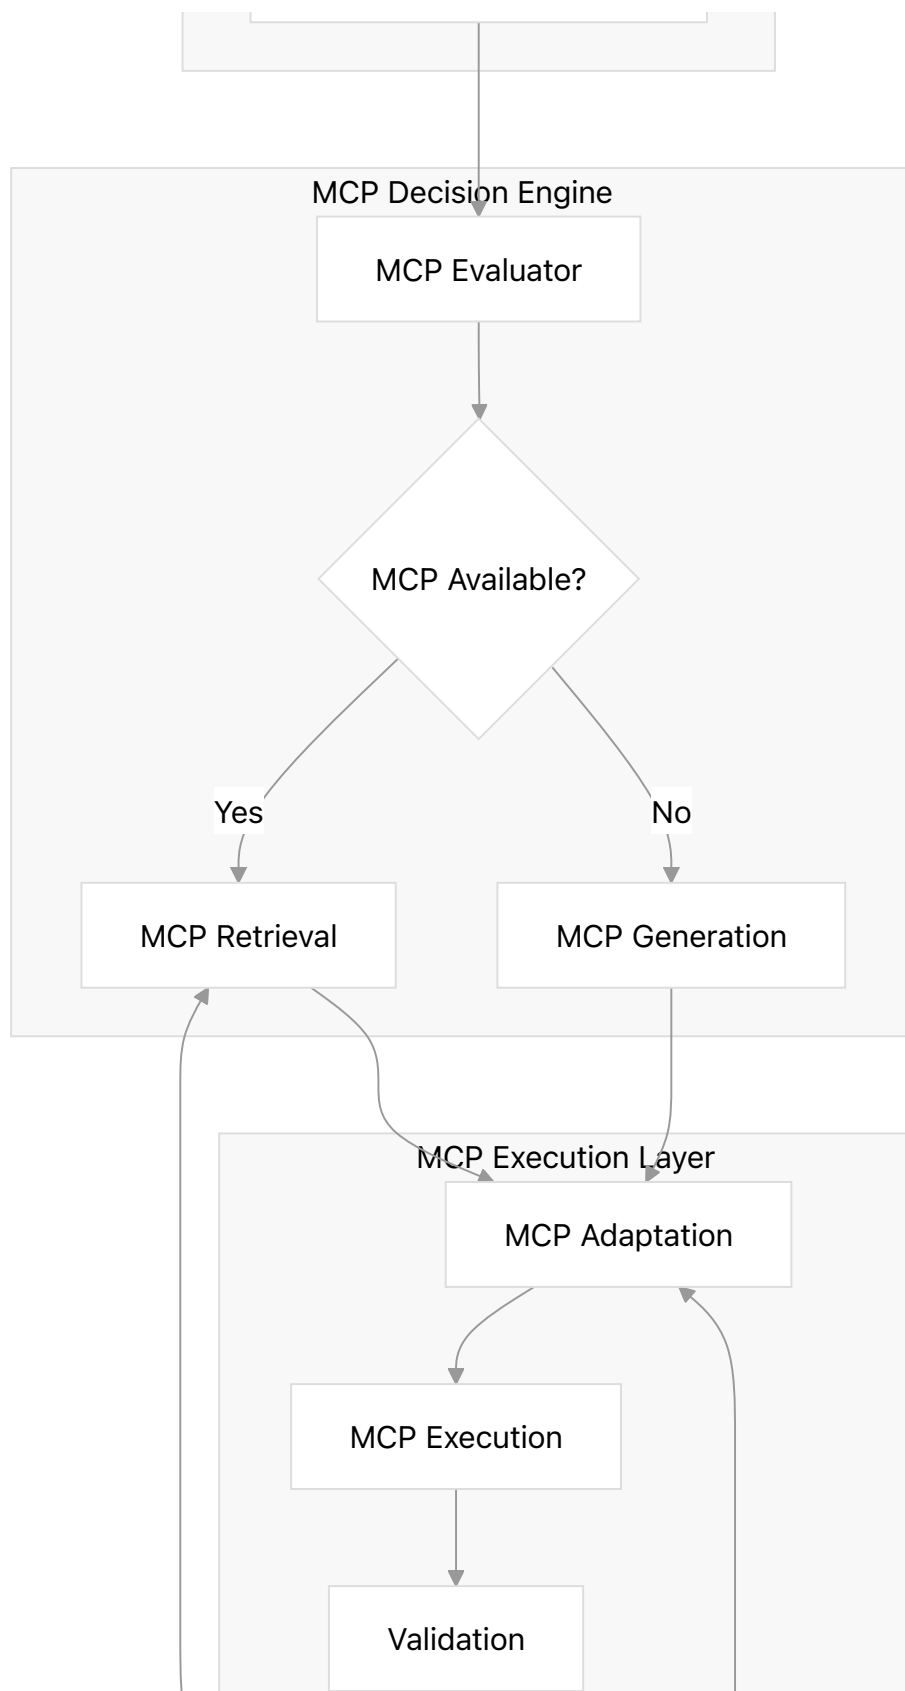 MCP Decision Engine
MCP Evaluator
MCP Available?
Yes
No
MCP Retrieval
MCP Generation
MCP Execution Layer
MCP Adaptation
MCP Execution
Validation